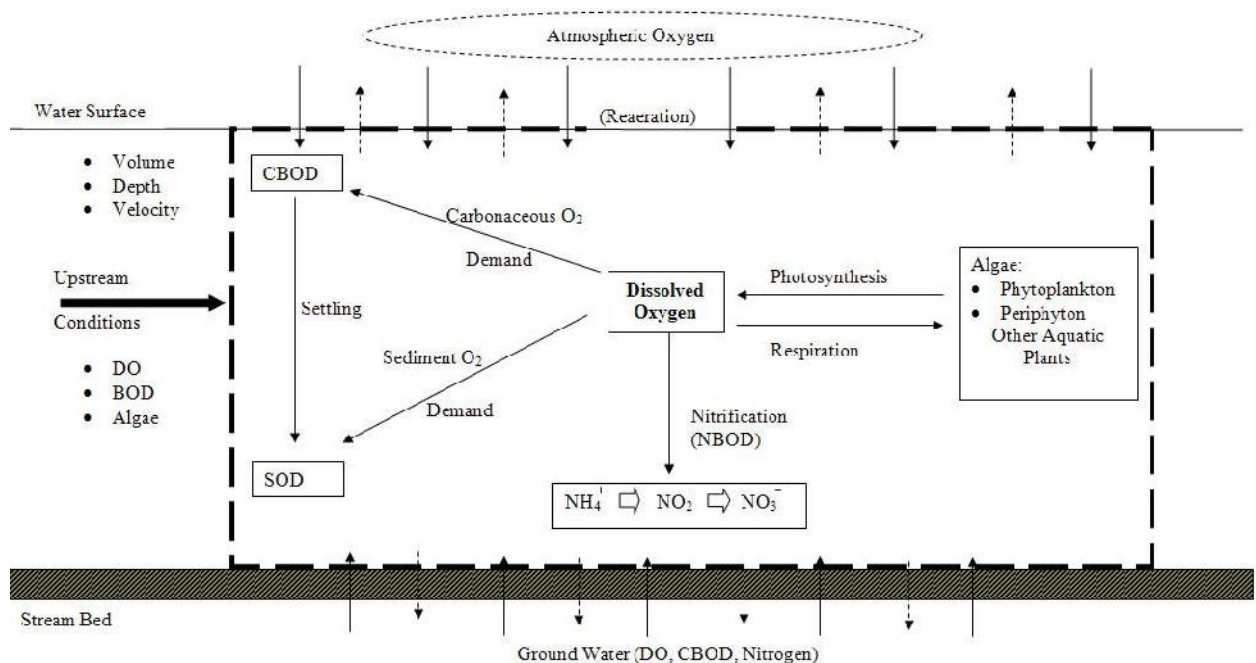 Atmospheric Oxygen
Water Surface
(Reaeration)
• Volume
• Depth
• Velocity
CBOD
Carbonaceous O₂
Demand
Upstream
Conditions
Settling
Dissolved
Oxygen
Photosynthesis
Respiration
Algae:
• Phytoplankton
• Periphyton
Other Aquatic
Plants
• DO
• BOD
• Algae
Sediment O₂
Demand
Nitrification
(NBOD)
SOD
NH₄⁺ ⇨ NO₂ ⇨ NO₃⁻
Stream Bed
Ground Water (DO, CBOD, Nitrogen)